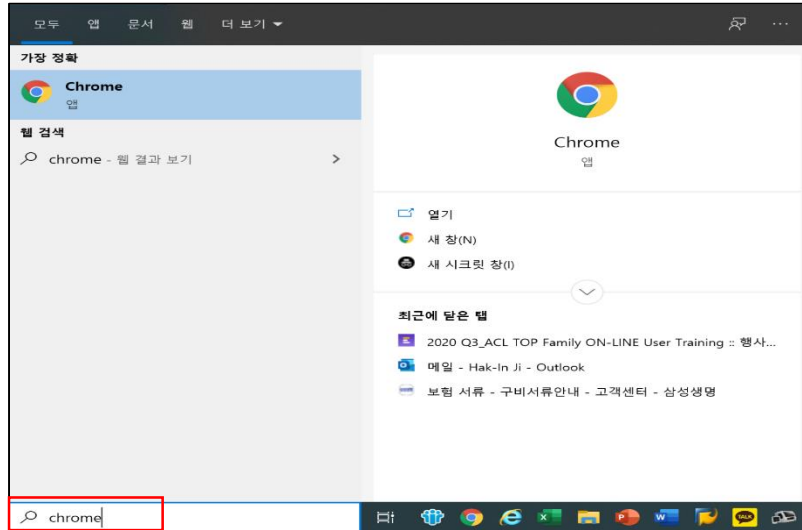 모두 앱 문서 웹 더 보기
가장 정확
Chrome
앱
웹 검색
chrome - 웹 결과 보기
Chrome
앱
열기
새 창(N)
새 시크릿 창(I)
최근에 닫은 탭
2020 Q3_ACL TOP Family ON-LINE User Training :: 행사...
메일 - Hak-In Ji - Outlook
보험 서류 - 구비서류안내 - 고객센터 - 삼성생명
chrome
TALK